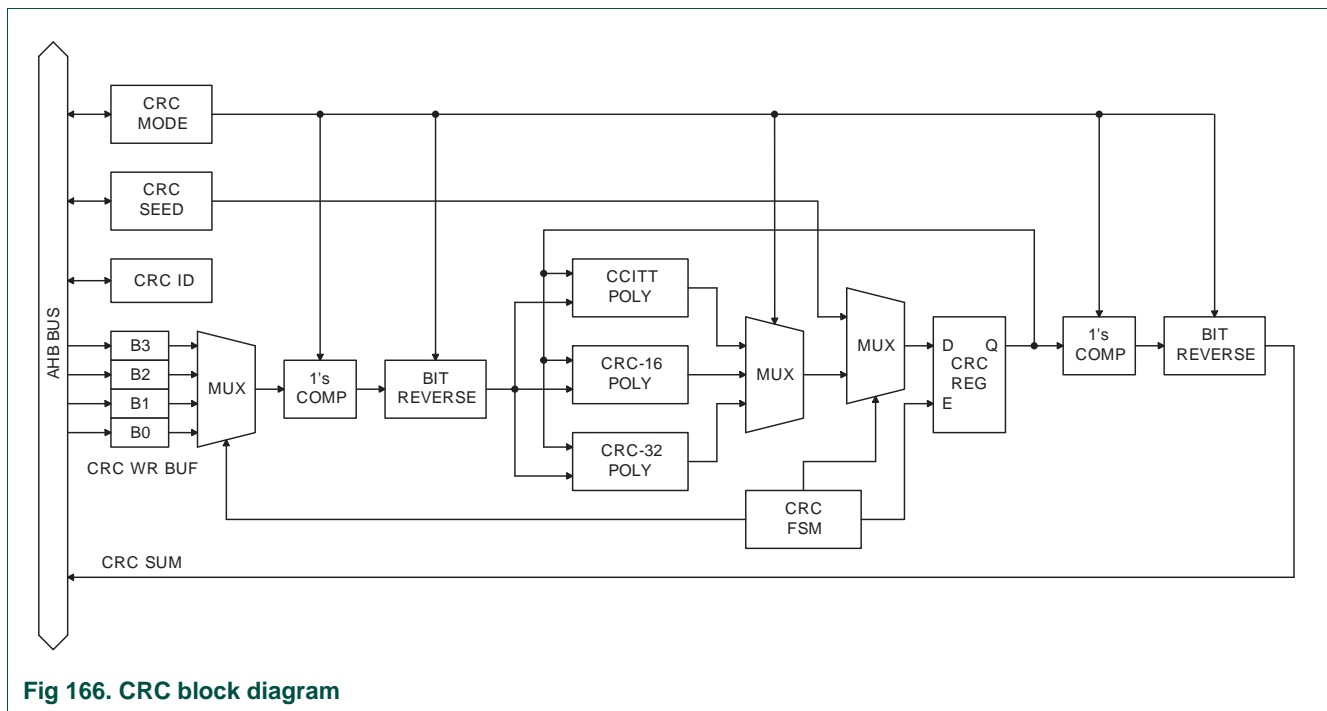 AHB BUS
CRC
MODE
CRC
SEED
CRC ID
B3
B2
B1
B0
CRC WR BUF
MUX
1's
COMP
BIT
REVERSE
CCITT
POLY
CRC-16
POLY
CRC-32
POLY
MUX
MUX
CRC
FSM
D Q
CRC
REG
E
1's
COMP
BIT
REVERSE
CRC SUM
Fig 166. CRC block diagram